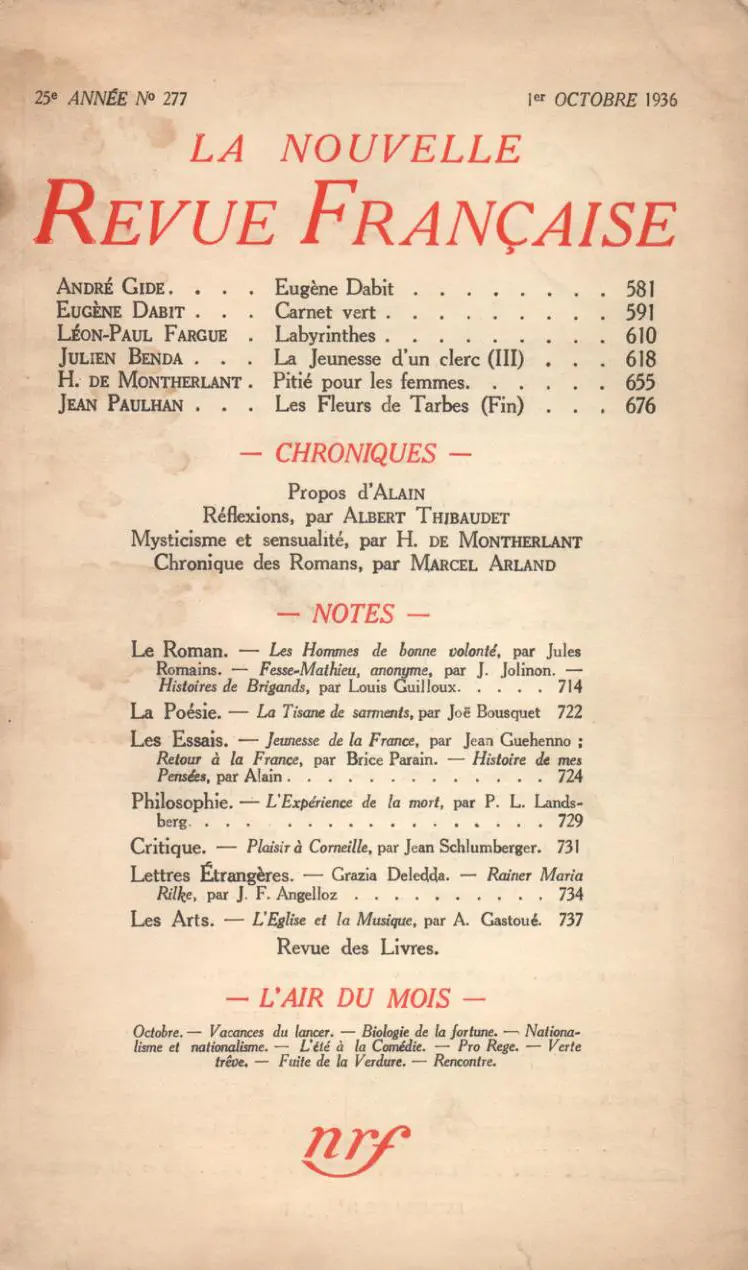 25e ANNÉE No 277
1er OCTOBRE 1936
LA NOUVELLE
REVUE FRANÇAISE
ANDRÉ GIDE. . . . Eugène Dabit . . . . . . . . 581
EUGÈNE DABIT . . . Carnet vert . . . . . . . . . 591
LÉON-PAUL FARGUE . Labyrinthes . . . . . . . . . 610
JULIEN BENDA . . . La Jeunesse d'un clerc (III) . . . 618
H. DE MONTHERLANT . Pitié pour les femmes. . . . . . 655
JEAN PAULHAN . . . Les Fleurs de Tarbes (Fin) . . . 676
— CHRONIQUES —
Propos d'ALAIN
Réflexions, par ALBERT THIBAUDET
Mysticisme et sensualité, par H. DE MONTHERLANT
Chronique des Romans, par MARCEL ARLAND
— NOTES —
Le Roman. — Les Hommes de bonne volonté, par Jules
Romains. — Fesse-Mathieu, anonyme, par J. Jolinon. —
Histoires de Brigands, par Louis Guilloux. . . . . 714
La Poésie. — La Tisane de sarments, par Joë Bousquet 722
Les Essais. — Jeunesse de la France, par Jean Guehenno ;
Retour à la France, par Brice Parain. — Histoire de mes
Pensées, par Alain . . . . . . . . . . . . . 724
Philosophie. — L'Expérience de la mort, par P. L. Lands-
berg. . . . . . . . . . . . . . . . . 729
Critique. — Plaisir à Corneille, par Jean Schlumberger. 731
Lettres Étrangères. — Grazia Deledda. — Rainer Maria
Rilke, par J. F. Angelloz . . . . . . . . . . 734
Les Arts. — L'Eglise et la Musique, par A. Gastoué. 737
Revue des Livres.
— L'AIR DU MOIS —
Octobre. — Vacances du lancer. — Biologie de la fortune. — Nationa-
lisme et nationalisme. — L'été à la Comédie. — Pro Rege. — Verte
trêve. — Fuite de la Verdure. — Rencontre.
nrf